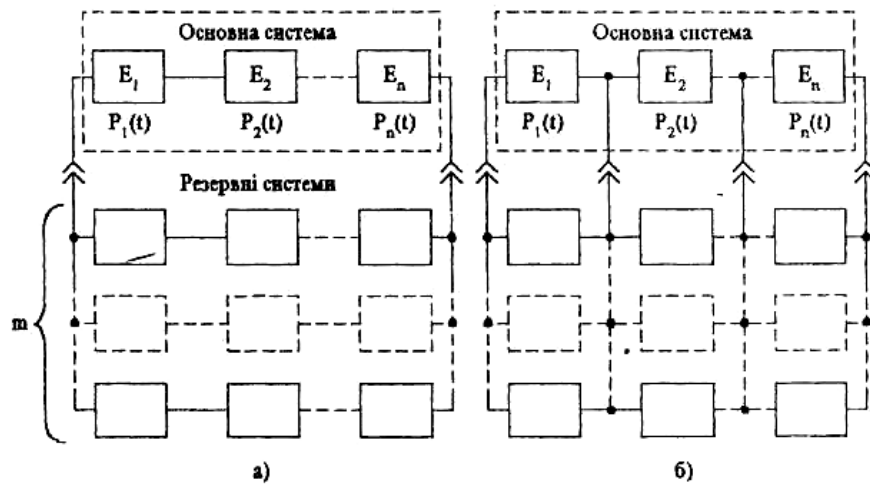 Основна система
E₁ E₂ Eₙ
P₁(t) P₂(t) Pₙ(t)
Резервні системи
m
а)
Основна система
E₁ E₂ Eₙ
P₁(t) P₂(t) Pₙ(t)
б)